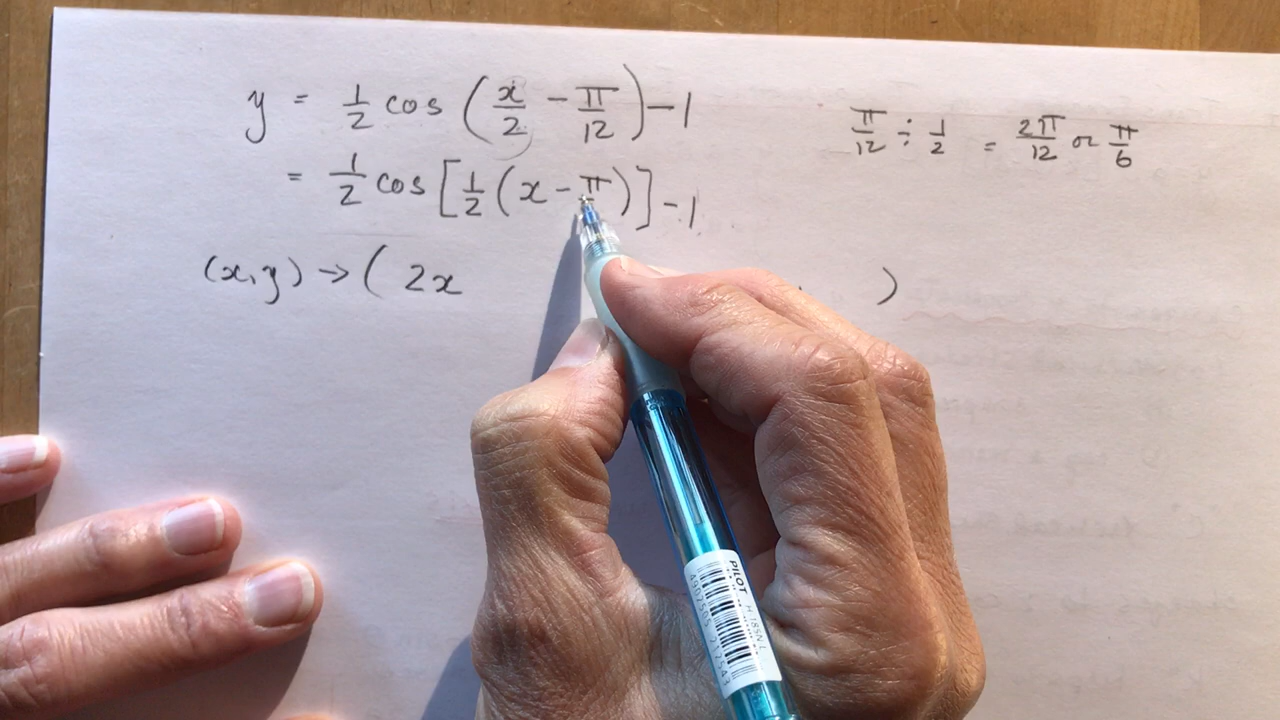 y = 1/2 cos (x/2 - π/12) - 1
π/12 ÷ 1/2 = 2π/12 or π/6
= 1/2 cos [1/2 (x - π )] - 1
(x, y) → ( 2x )
PILOT H-185N-L